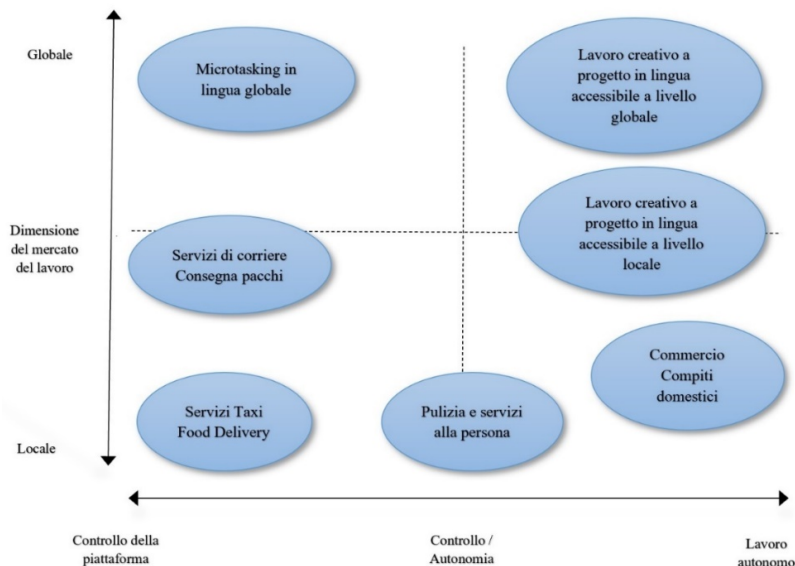 Globale
Microtasking in
lingua globale
Lavoro creativo a
progetto in lingua
accessibile a livello
globale
Dimensione
del mercato
del lavoro
Servizi di corriere
Consegna pacchi
Lavoro creativo a
progetto in lingua
accessibile a livello
locale
Commercio
Compiti
domestici
Servizi Taxi
Food Delivery
Pulizia e servizi
alla persona
Locale
Controllo della
piattaforma
Controllo /
Autonomia
Lavoro
autonomo